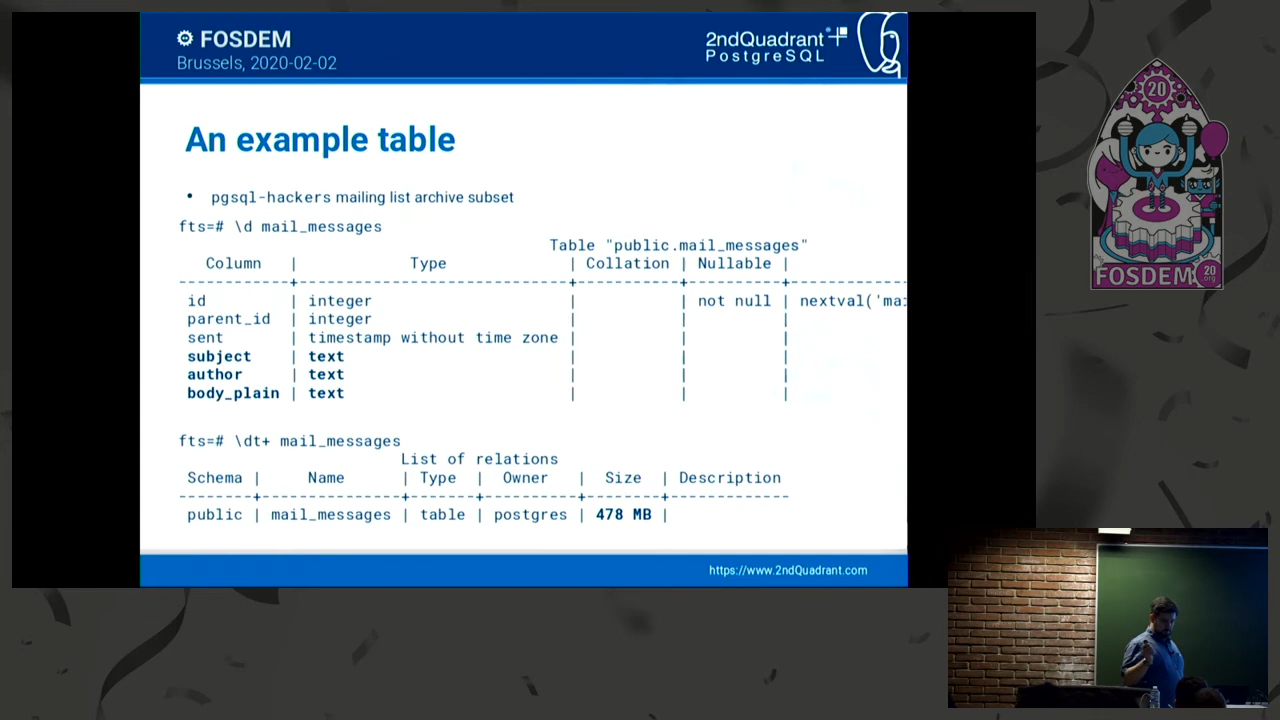 FOSDEM
Brussels, 2020-02-02
2ndQuadrant
PostgreSQL
An example table
• pgsql-hackers mailing list archive subset
fts=# \d mail_messages
Table "public.mail_messages"
Column | Type | Collation | Nullable |
-----------+-----------------------------+-----------+----------+-------------
id | integer | | not null | nextval('mai
parent_id | integer | | |
sent | timestamp without time zone | | |
subject | text | | |
author | text | | |
body_plain | text | | |
fts=# \dt+ mail_messages
List of relations
Schema | Name | Type | Owner | Size | Description
--------+---------------+-------+----------+--------+-------------
public | mail_messages | table | postgres | 478 MB |
https://www.2ndQuadrant.com
20
FOSDEM
20
.org